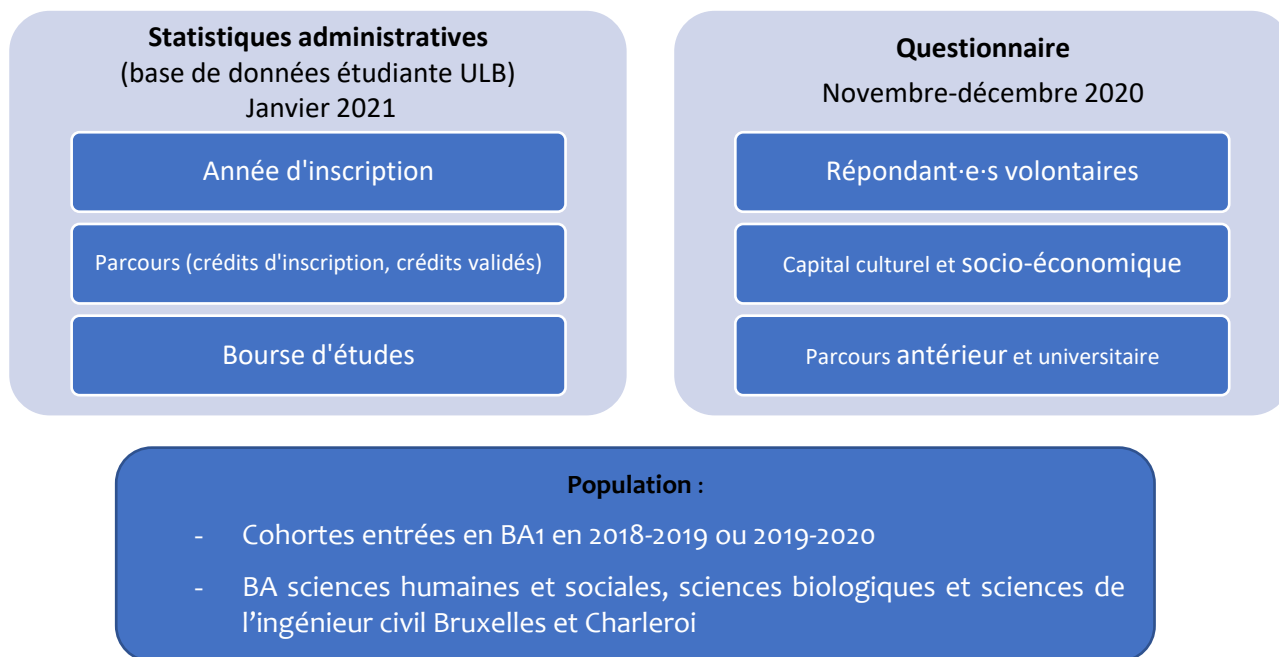 Statistiques administratives
(base de données étudiante ULB)
Janvier 2021
Année d'inscription
Parcours (crédits d'inscription, crédits validés)
Bourse d'études
Questionnaire
Novembre-décembre 2020
Répondant·e·s volontaires
Capital culturel et socio-économique
Parcours antérieur et universitaire
Population :
- Cohortes entrées en BA1 en 2018-2019 ou 2019-2020
- BA sciences humaines et sociales, sciences biologiques et sciences de
l’ingénieur civil Bruxelles et Charleroi